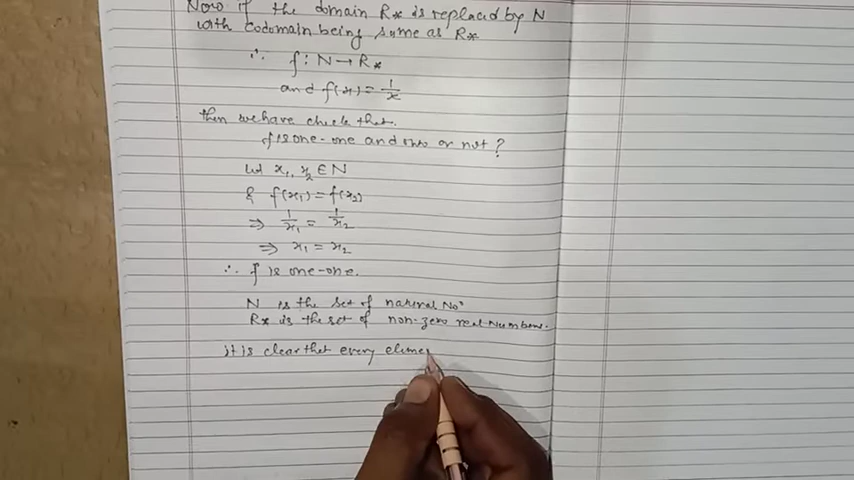 Now if the domain R* is replaced by N
with codomain being same as R*
∴ f : N → R*
and f(x) = 1/x
then we have check that.
f is one-one and onto or not ?
Let x₁, x₂ ∈ N
& f(x₁) = f(x₂)
⇒ 1/x₁ = 1/x₂
⇒ x₁ = x₂
∴ f is one-one.
N is the set of natural Noˢ
R* is the set of non-zero real Numbers.
it is clear that every elemen